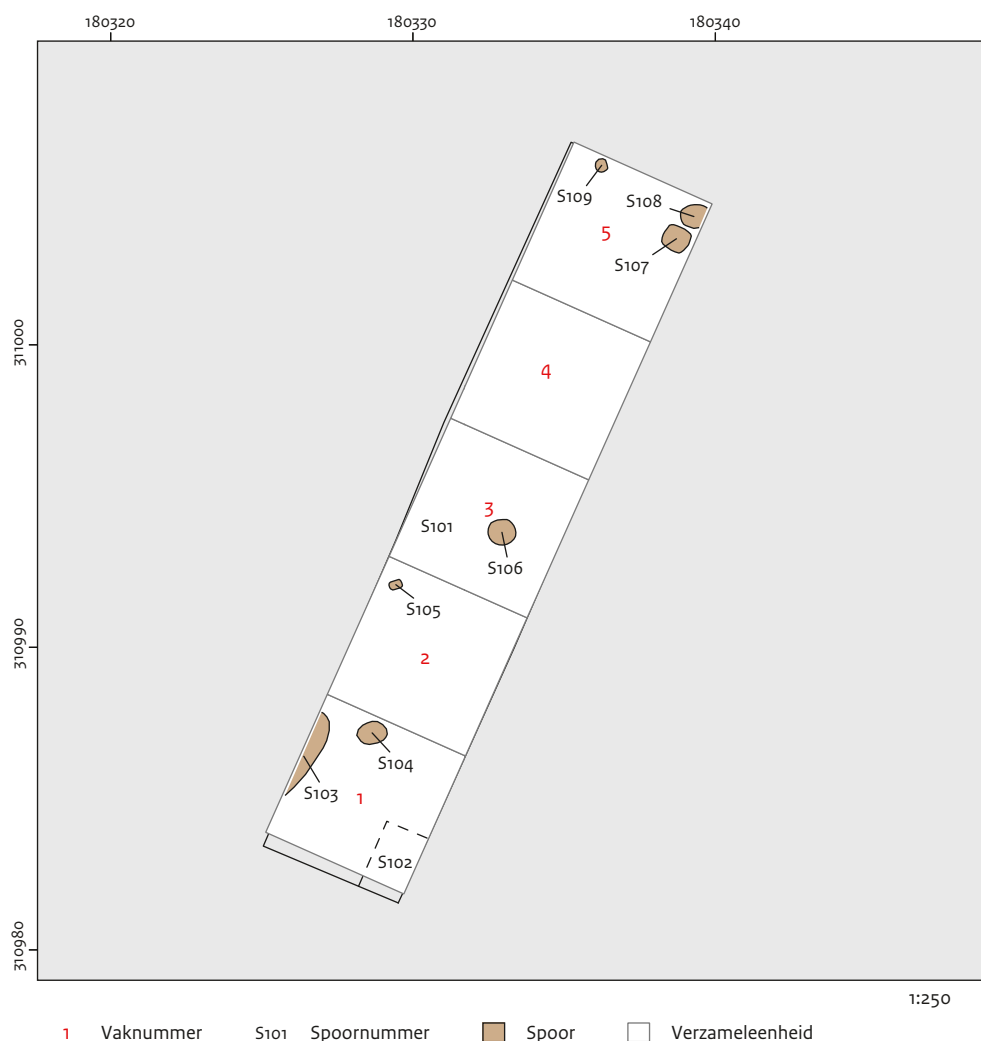 180320 180330 180340
S109
S108
5
S107
311000
4
3
S101
S106
S105
310990
2
S104
S103
1
S102
310980
1:250
1 Vaknummer S101 Spoornummer Spoor Verzameleenheid